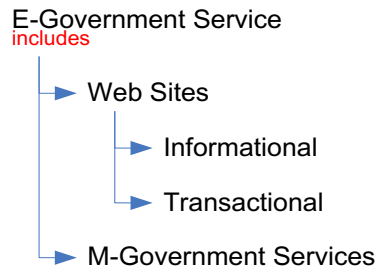 E-Government Service
includes
Web Sites
Informational
Transactional
M-Government Services